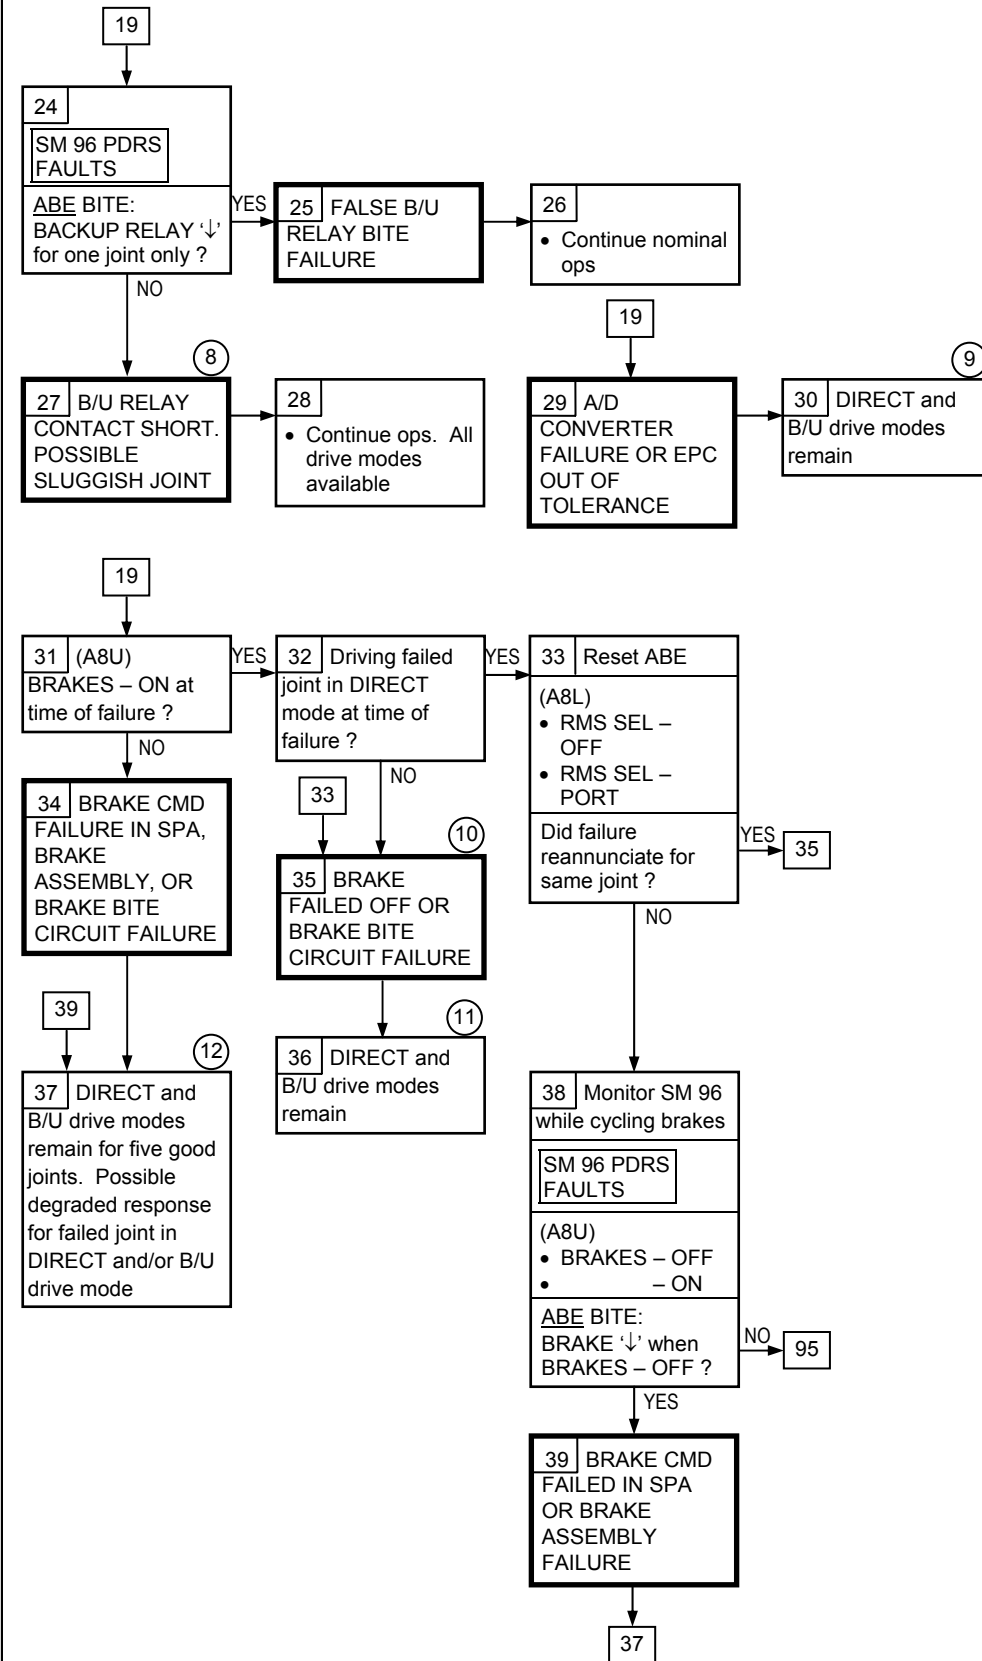 19
24
SM 96 PDRS
FAULTS
ABE BITE:
BACKUP RELAY '↓'
for one joint only ?
YES
NO
25 FALSE B/U
RELAY BITE
FAILURE
26
• Continue nominal
ops
8
27 B/U RELAY
CONTACT SHORT.
POSSIBLE
SLUGGISH JOINT
28
• Continue ops. All
drive modes
available
19
29 A/D
CONVERTER
FAILURE OR EPC
OUT OF
TOLERANCE
9
30 DIRECT and
B/U drive modes
remain
19
31 (A8U)
BRAKES – ON at
time of failure ?
YES
NO
32 Driving failed
joint in DIRECT
mode at time of
failure ?
YES
NO
33 Reset ABE
(A8L)
• RMS SEL –
OFF
• RMS SEL –
PORT
Did failure
reannunciate for
same joint ?
YES
35
NO
34 BRAKE CMD
FAILURE IN SPA,
BRAKE
ASSEMBLY, OR
BRAKE BITE
CIRCUIT FAILURE
33
10
35 BRAKE
FAILED OFF OR
BRAKE BITE
CIRCUIT FAILURE
11
36 DIRECT and
B/U drive modes
remain
39
12
37 DIRECT and
B/U drive modes
remain for five good
joints. Possible
degraded response
for failed joint in
DIRECT and/or B/U
drive mode
38 Monitor SM 96
while cycling brakes
SM 96 PDRS
FAULTS
(A8U)
• BRAKES – OFF
• – ON
ABE BITE:
BRAKE '↓' when
BRAKES – OFF ?
NO
95
YES
39 BRAKE CMD
FAILED IN SPA
OR BRAKE
ASSEMBLY
FAILURE
37